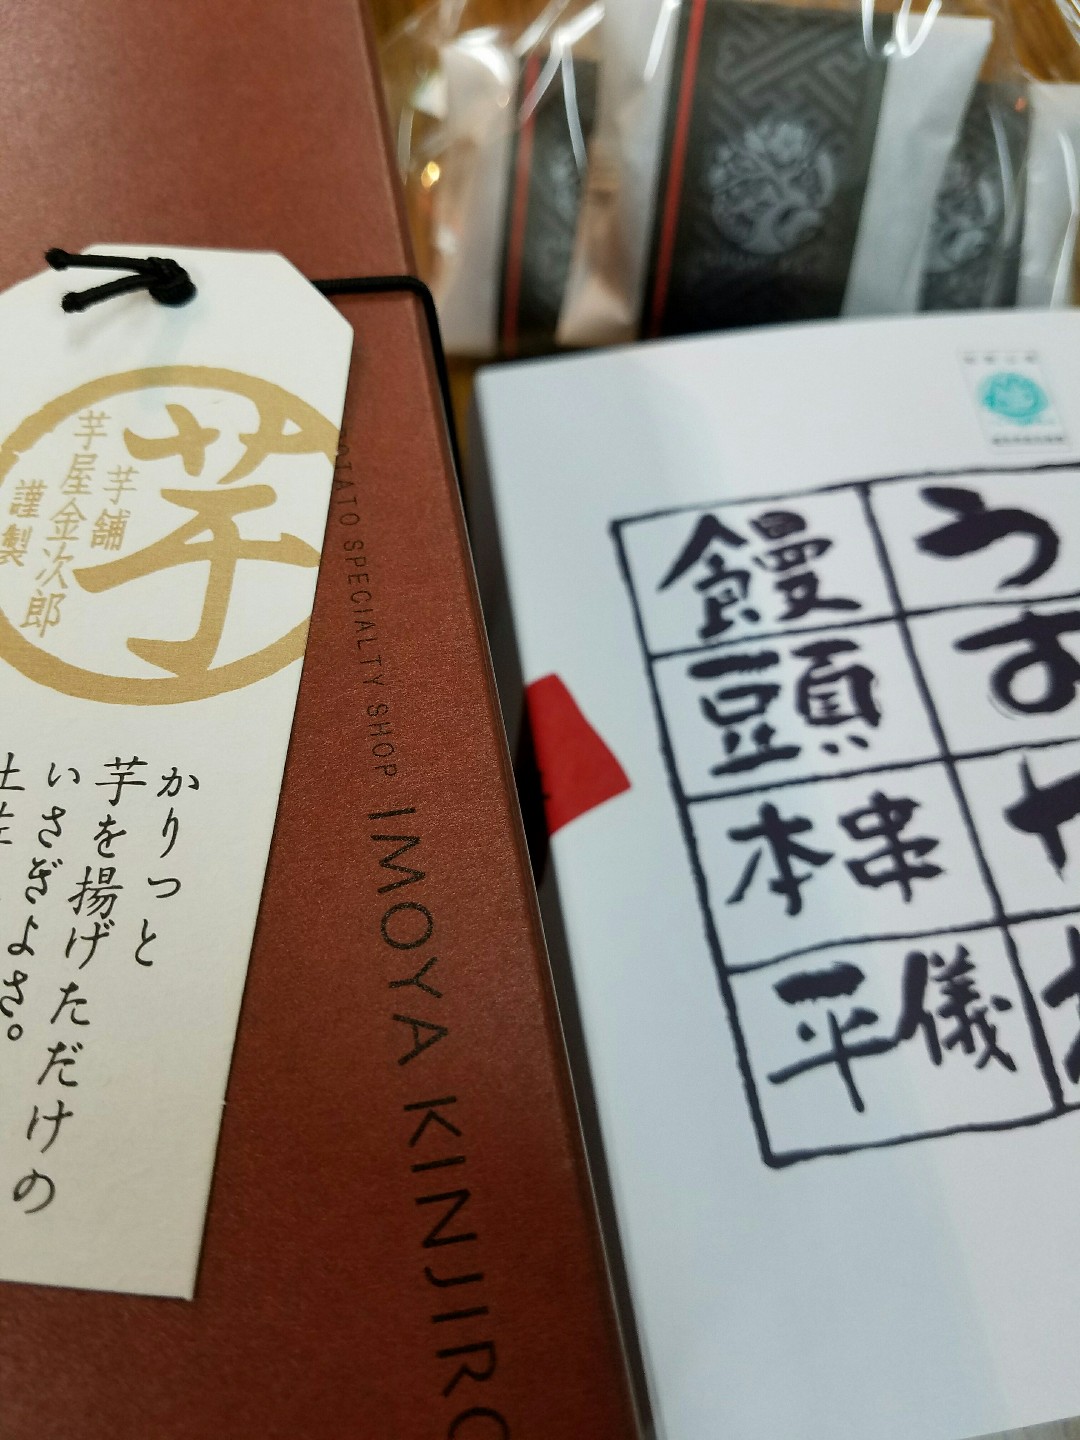 芋
芋舗
芋屋金次郎
謹製
かりっと
芋を揚げただけの
いさぎよさ。
POTATO SPECIALTY SHOP IMOYA KINJIRO
うすか
饅頭本串平儀